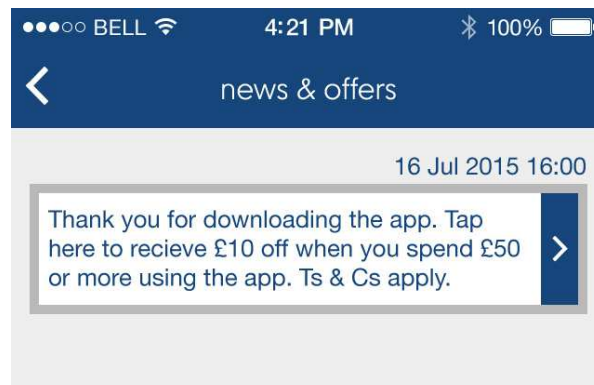 BELL 4:21 PM 100%
news & offers
16 Jul 2015 16:00
Thank you for downloading the app. Tap
here to recieve £10 off when you spend £50
or more using the app. Ts & Cs apply.